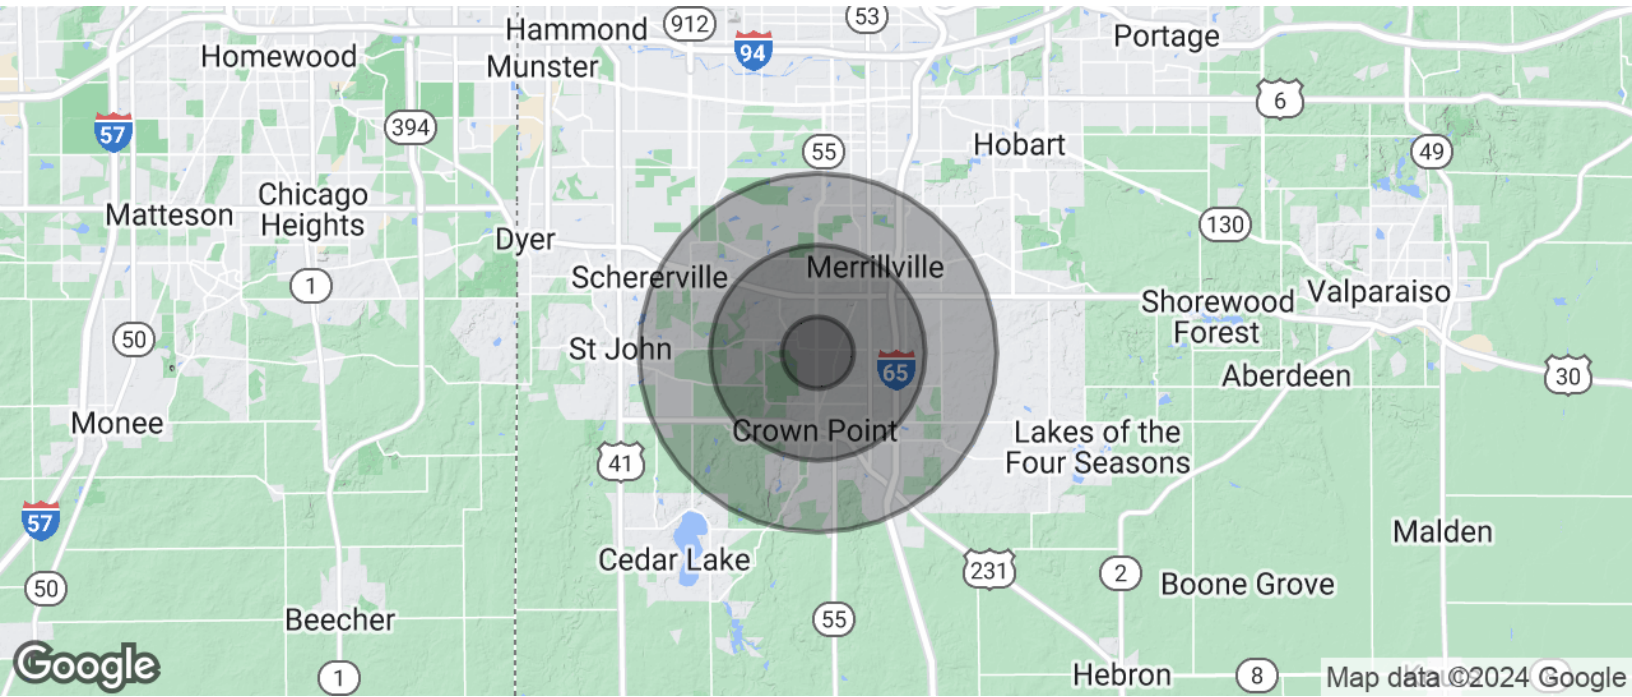 Hammond
912
53
Portage
Homewood
94
Munster
6
57
394
Hobart
55
49
Chicago
Heights
Matteson
130
Dyer
Merrillville
Schererville
1
Shorewood
Forest
Valparaiso
50
St John
65
Aberdeen
30
Monee
Crown Point
Lakes of the
Four Seasons
41
57
Malden
Cedar Lake
231
2
Boone Grove
50
Beecher
55
Google
1
Hebron
8
Map data ©2024 Google